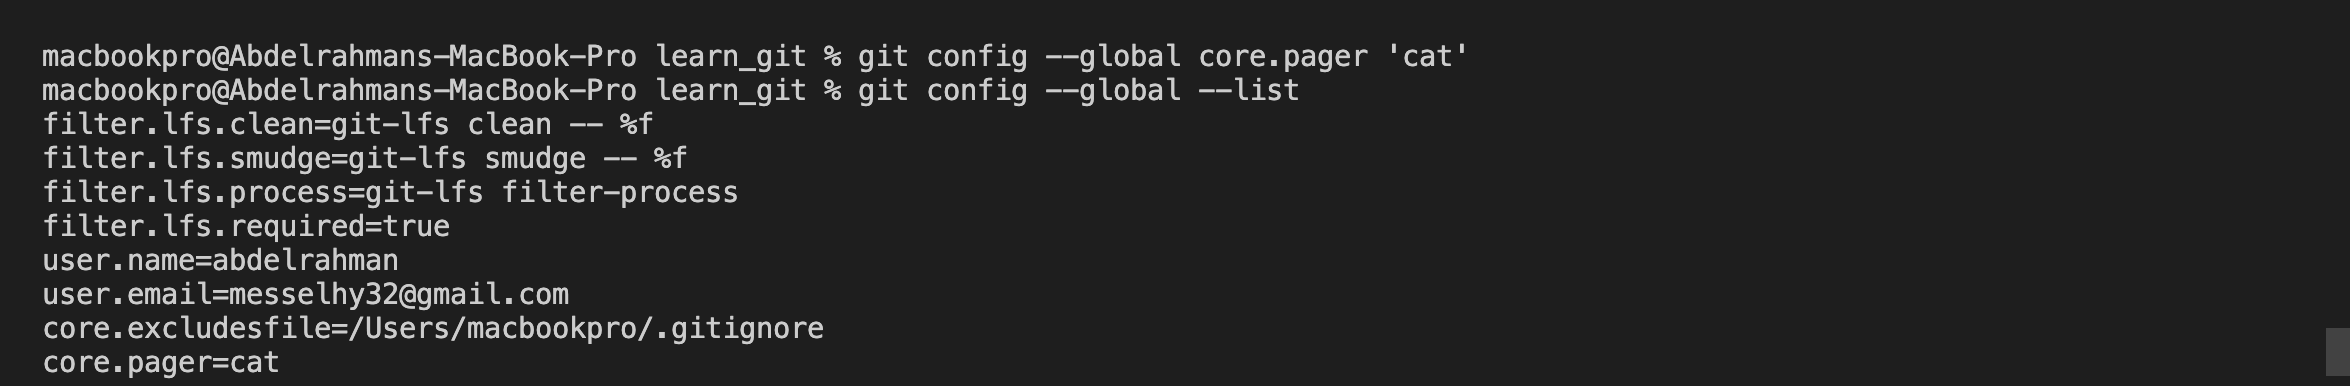 macbookpro@Abdelrahmans-MacBook-Pro learn_git % git config --global core.pager 'cat'
macbookpro@Abdelrahmans-MacBook-Pro learn_git % git config --global --list
filter.lfs.clean=git-lfs clean -- %f
filter.lfs.smudge=git-lfs smudge -- %f
filter.lfs.process=git-lfs filter-process
filter.lfs.required=true
user.name=abdelrahman
user.email=messelhy32@gmail.com
core.excludesfile=/Users/macbookpro/.gitignore
core.pager=cat